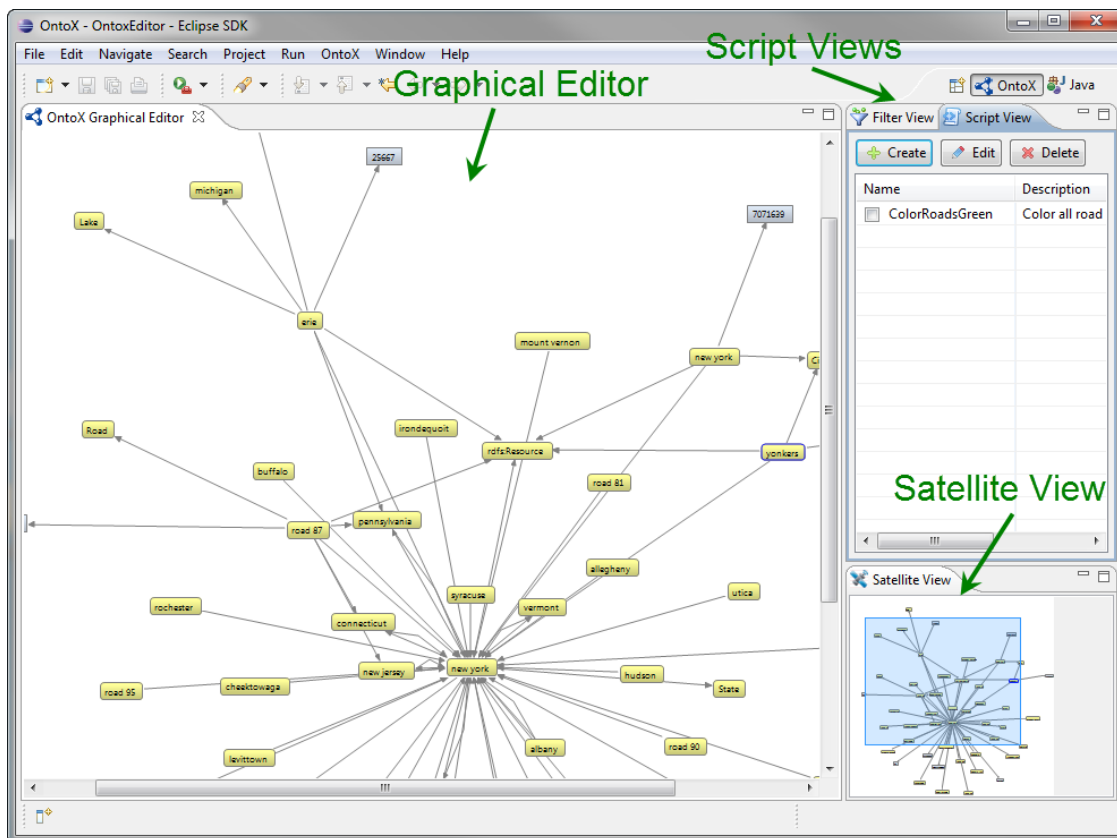 OntoX - OntoxEditor - Eclipse SDK
File Edit Navigate Search Project Run OntoX Window Help
Script Views
Graphical Editor
OntoX Java
OntoX Graphical Editor
Filter View Script View
Create Edit Delete
Name Description
ColorRoadsGreen Color all road
25667
michigan
7071639
Lake
erie
mount vernon
new york
Ci
Road
irondequoit
rdfs:Resource
yonkers
buffalo
road 81
Satellite View
road 87
pennsylvania
allegheny
Satellite View
syracuse
utica
rochester
vermont
connecticut
new jersey
new york
hudson
road 95
cheektowaga
State
levittown
albany
road 90